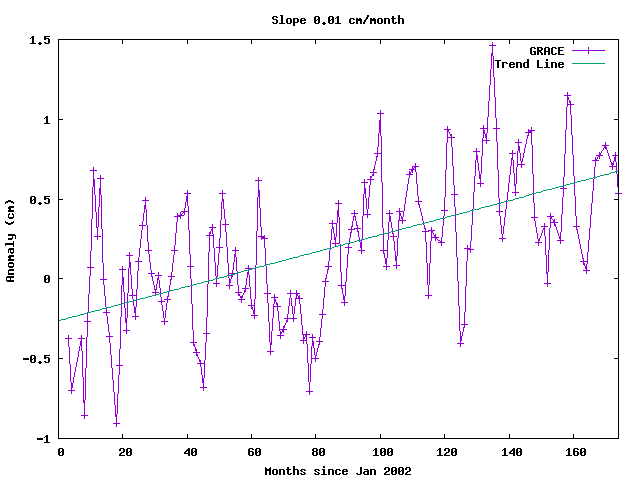 Slope 0.01 cm/month
GRACE
Trend Line
Anomaly (cm)
1.5
1
0.5
0
-0.5
-1
0 20 40 60 80 100 120 140 160
Months since Jan 2002